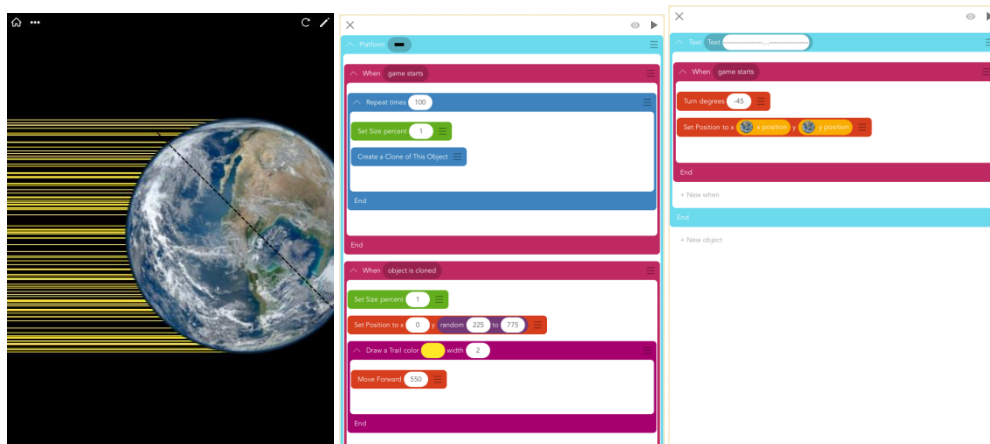 Platform
When game starts
Repeat times 100
Set Size percent 1
Create a Clone of This Object
End
End
When object is cloned
Set Size percent 1
Set Position to x 0 y random 225 to 775
Draw a Trail color width 2
Move Forward 550
End
Text Text
When game starts
Turn degrees -45
Set Position to x x position y y position
End
+ New when
End
+ New object